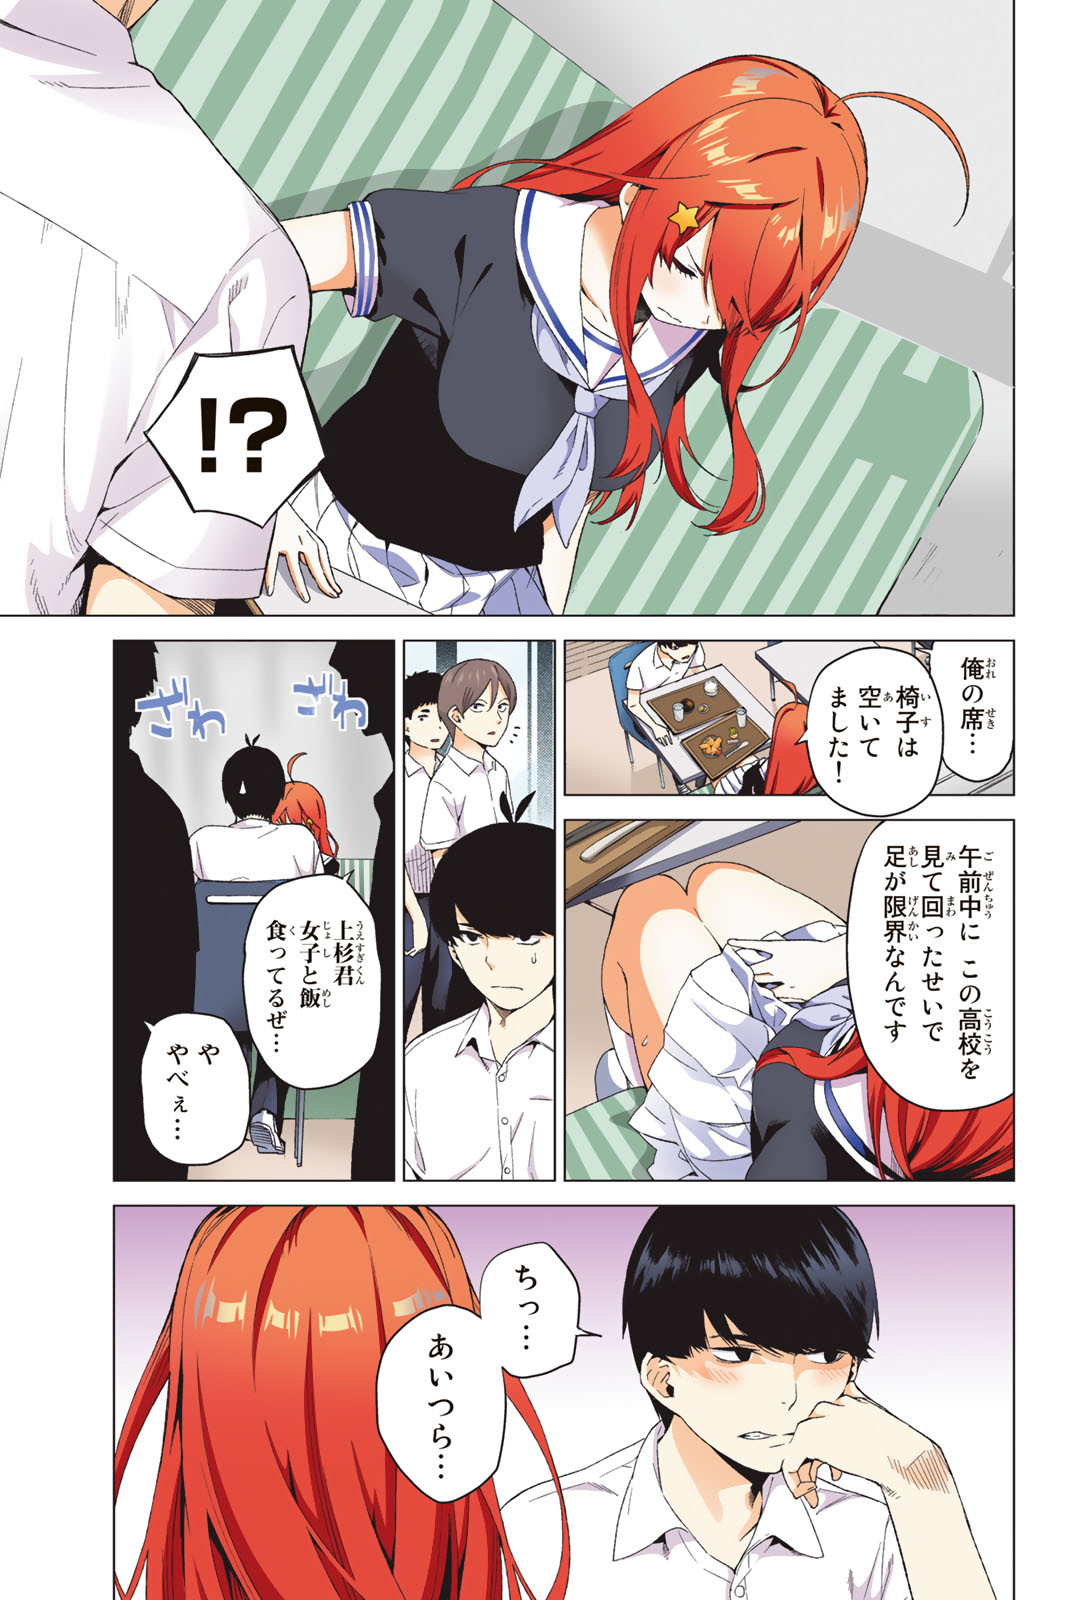 !?
俺の席…
椅子は
空いて
ました!
午前中に この高校を
見て回ったせいで
足が限界なんです
ざわ
ざわ
上杉君
女子と飯
食ってるぜ…
や
やべぇ…
ちっ…
あいつら…